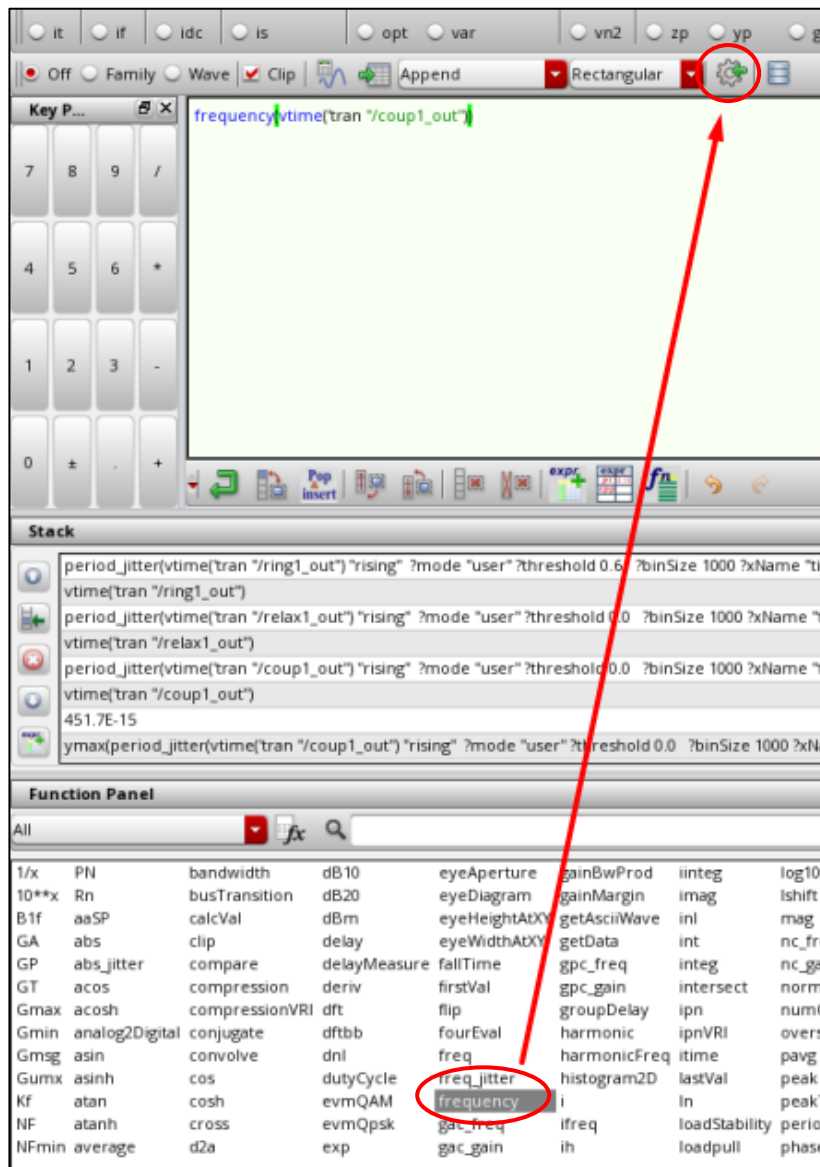 it if idc is opt var vn2 zp yp g
Off Family Wave Clip Append Rectangular
Key P...
frequency(vtime('tran "/coup1_out"))
7 8 9 /
4 5 6 *
1 2 3 -
0 ± . +
Pop insert expr expr fn
Stack
period_jitter(vtime('tran "/ring1_out") "rising" ?mode "user" ?threshold 0.6 ?binSize 1000 ?xName "ti
vtime('tran "/ring1_out")
period_jitter(vtime('tran "/relax1_out") "rising" ?mode "user" ?threshold 0.0 ?binSize 1000 ?xName "t
vtime('tran "/relax1_out")
period_jitter(vtime('tran "/coup1_out") "rising" ?mode "user" ?threshold 0.0 ?binSize 1000 ?xName "t
vtime('tran "/coup1_out")
451.7E-15
ymax(period_jitter(vtime('tran "/coup1_out") "rising" ?mode "user" ?threshold 0.0 ?binSize 1000 ?xNa
expr
Function Panel
All fx
1/x PN bandwidth dB10 eyeAperture gainBwProd iinteg log10
10**x Rn busTransition dB20 eyeDiagram gainMargin imag lshift
B1f aaSP calcVal dBm eyeHeightAtXY getAsciiWave inl mag
GA abs clip delay eyeWidthAtXY getData int nc_fre
GP abs_jitter compare delayMeasure fallTime gpc_freq integ nc_ga
GT acos compression deriv firstVal gpc_gain intersect norm
Gmax acosh compressionVRI dft flip groupDelay ipn num
Gmin analog2Digital conjugate dftbb fourEval harmonic ipnVRI overs
Gmsg asin convolve dnl freq harmonicFreq itime pavg
Gumx asinh cos dutyCycle freq_jitter histogram2D lastVal peak
Kf atan cosh evmQAM frequency i ln peak
NF atanh cross evmQpsk gac_freq ifreq loadStability perio
NFmin average d2a exp gac_gain ih loadpull phase